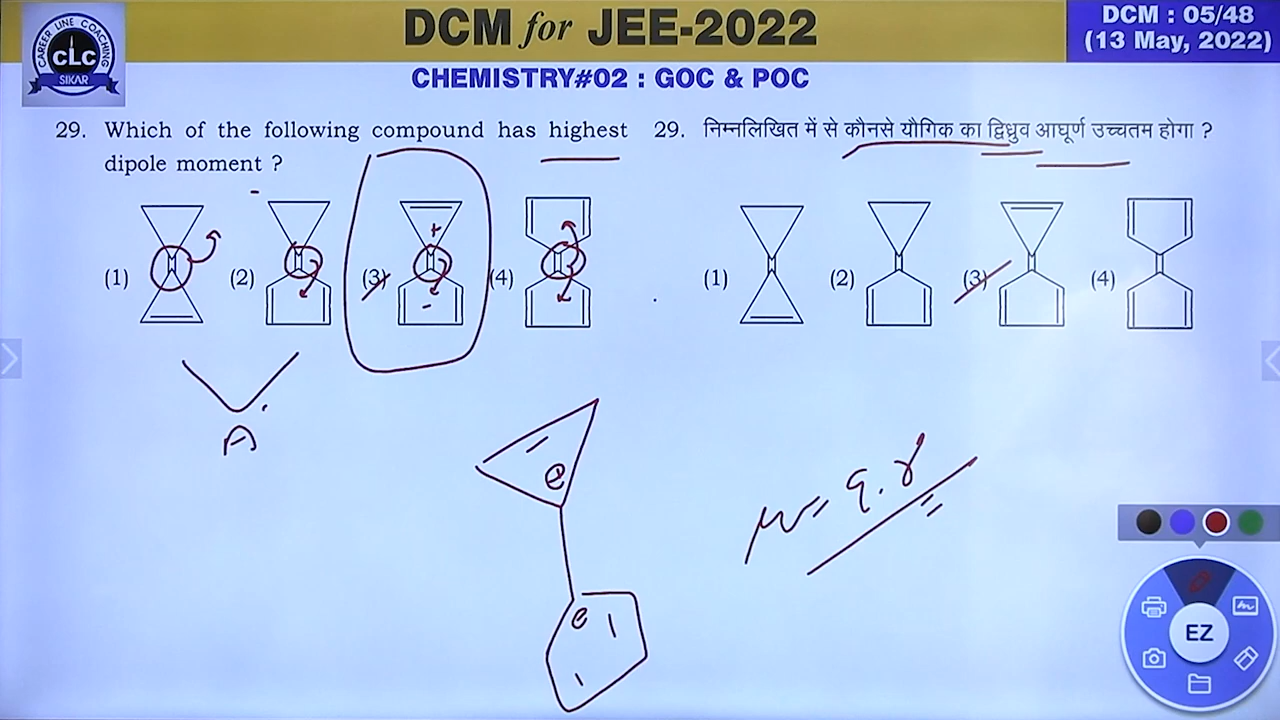 CAREER LINE COACHING
CLC
SIKAR
DCM for JEE-2022
DCM : 05/48
(13 May, 2022)
CHEMISTRY#02 : GOC & POC
29. Which of the following compound has highest
dipole moment ?
(1) (2) (3) (4)
29. निम्नलिखित में से कौनसे यौगिक का द्विध्रुव आघूर्ण उच्चतम होगा ?
(1) (2) (3) (4)
+
-
A
μ = q.r
EZ